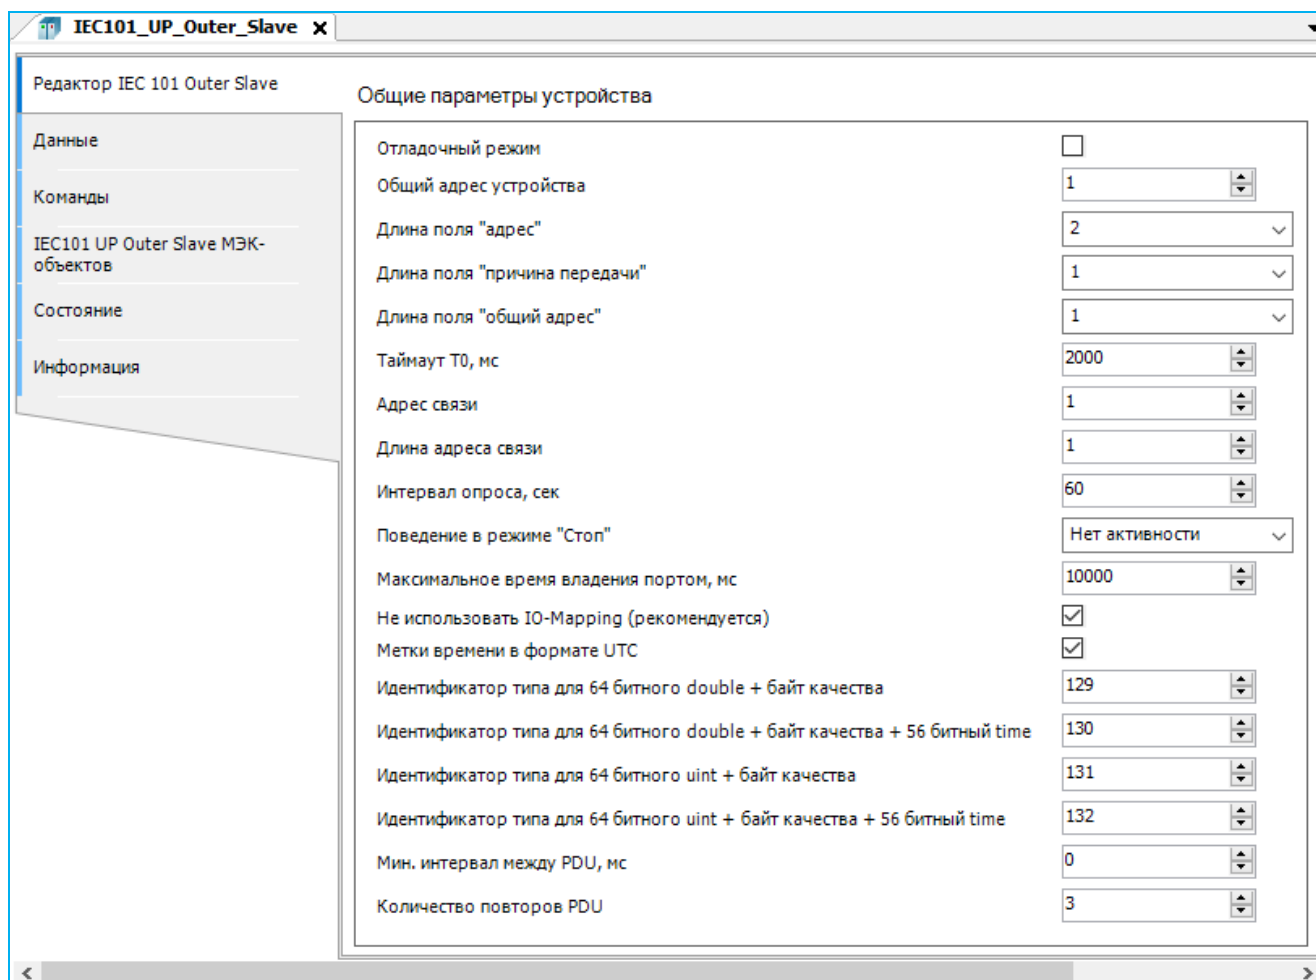 IEC101_UP_Outer_Slave
Редактор IEC 101 Outer Slave
Данные
Команды
IEC101 UP Outer Slave МЭК-
объектов
Состояние
Информация
Общие параметры устройства
Отладочный режим
Общий адрес устройства 1
Длина поля "адрес" 2
Длина поля "причина передачи" 1
Длина поля "общий адрес" 1
Таймаут T0, мс 2000
Адрес связи 1
Длина адреса связи 1
Интервал опроса, сек 60
Поведение в режиме "Стоп" Нет активности
Максимальное время владения портом, мс 10000
Не использовать IO-Mapping (рекомендуется)
Метки времени в формате UTC
Идентификатор типа для 64 битного double + байт качества 129
Идентификатор типа для 64 битного double + байт качества + 56 битный time 130
Идентификатор типа для 64 битного uint + байт качества 131
Идентификатор типа для 64 битного uint + байт качества + 56 битный time 132
Мин. интервал между PDU, мс 0
Количество повторов PDU 3